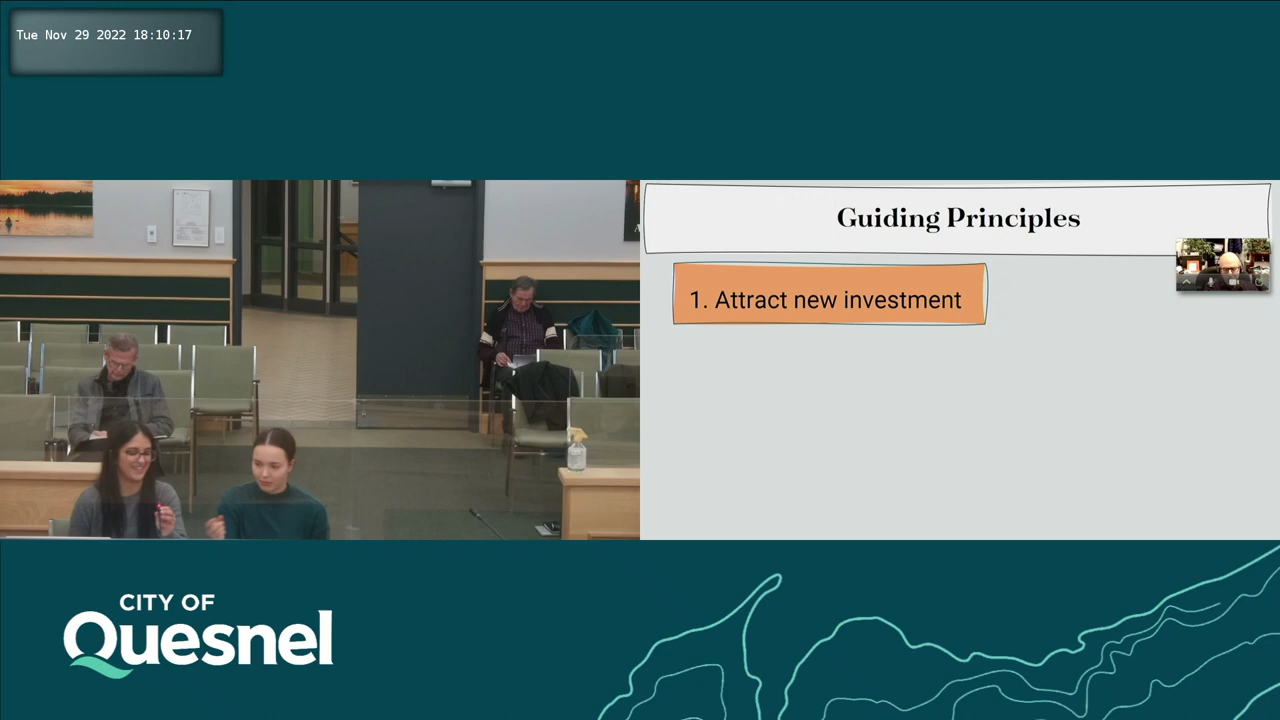 Tue Nov 29 2022 18:10:17
Guiding Principles
1. Attract new investment
CITY OF
Quesnel